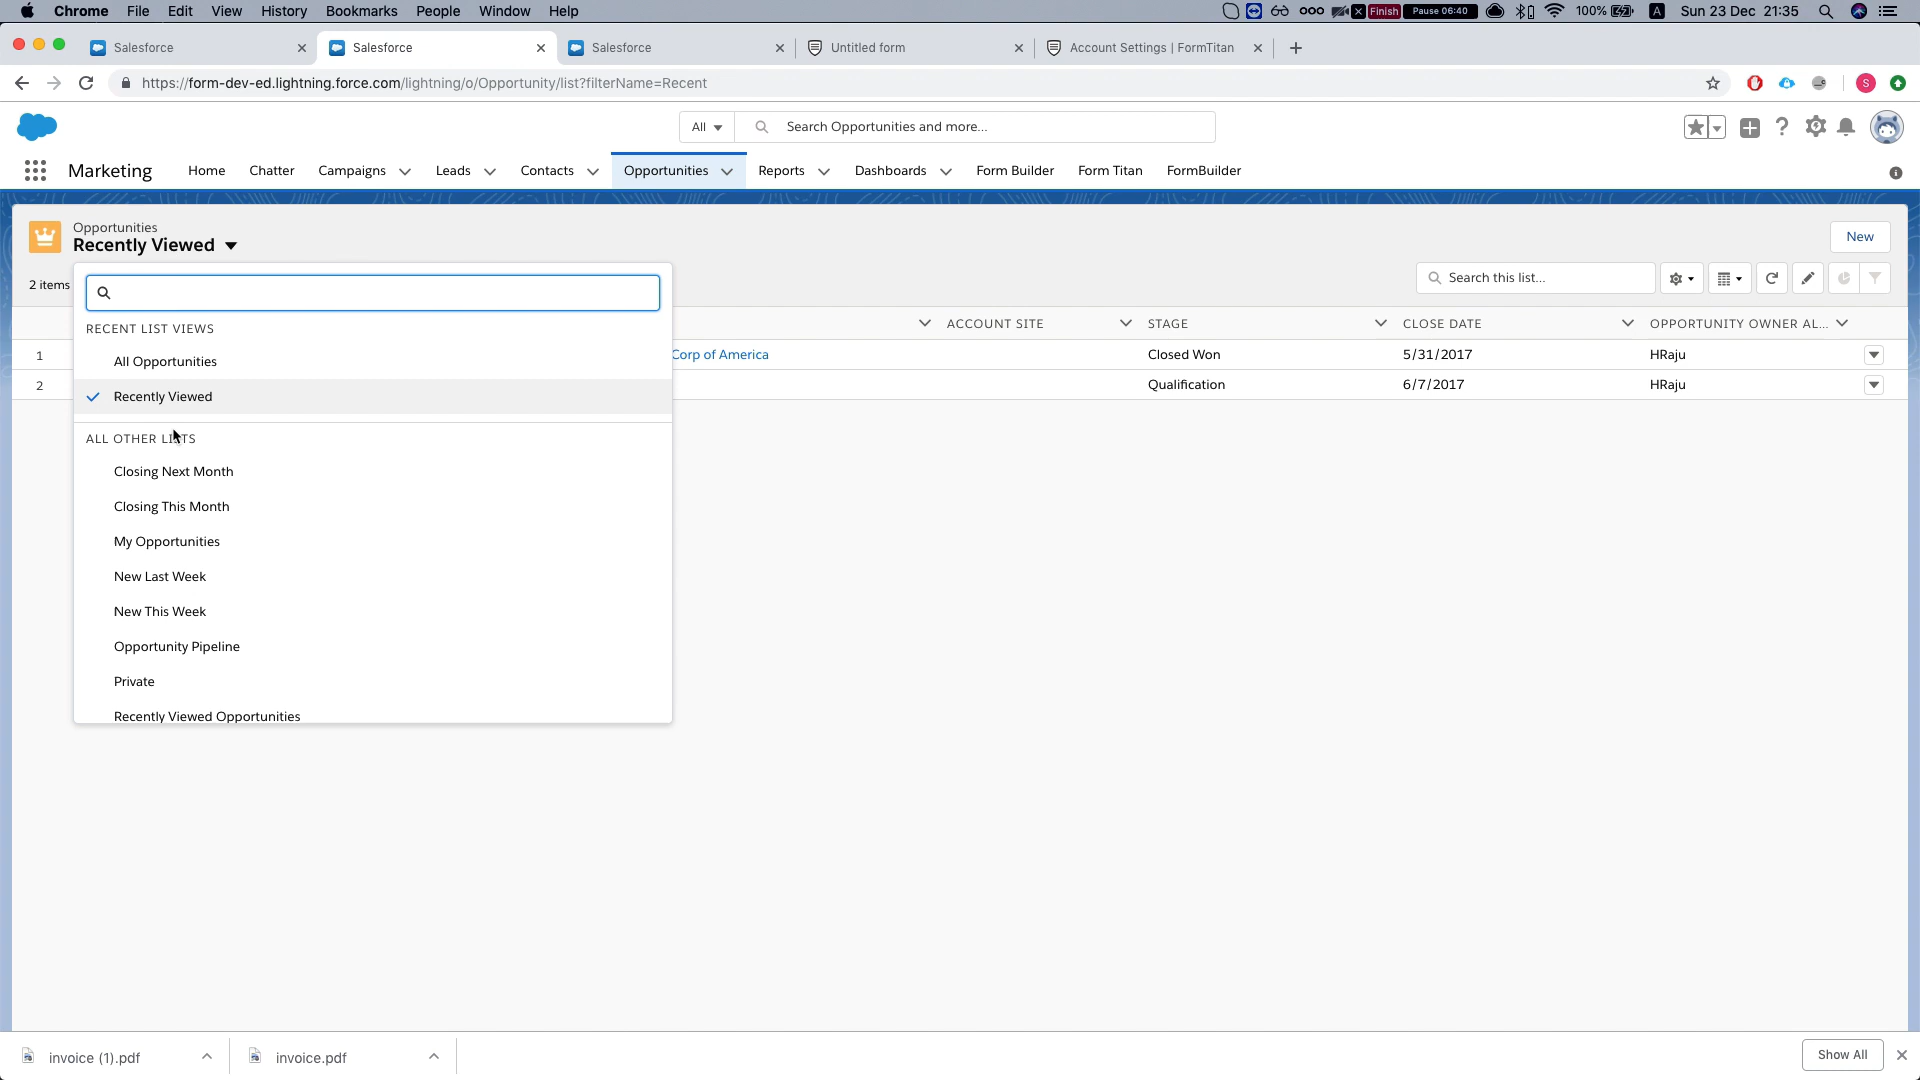 Chrome File Edit View History Bookmarks People Window Help Finish Pause 06:40 100% A Sun 23 Dec 21:35
Salesforce Salesforce Salesforce Untitled form Account Settings | FormTitan
https://form-dev-ed.lightning.force.com/lightning/o/Opportunity/list?filterName=Recent S
All Search Opportunities and more...
Marketing Home Chatter Campaigns Leads Contacts Opportunities Reports Dashboards Form Builder Form Titan FormBuilder
Opportunities
Recently Viewed New
2 items Search this list...
RECENT LIST VIEWS ACCOUNT SITE STAGE CLOSE DATE OPPORTUNITY OWNER AL...
1 Corp of America Closed Won 5/31/2017 HRaju
All Opportunities
2 Qualification 6/7/2017 HRaju
Recently Viewed
ALL OTHER LISTS
Closing Next Month
Closing This Month
My Opportunities
New Last Week
New This Week
Opportunity Pipeline
Private
Recently Viewed Opportunities
invoice (1).pdf invoice.pdf Show All